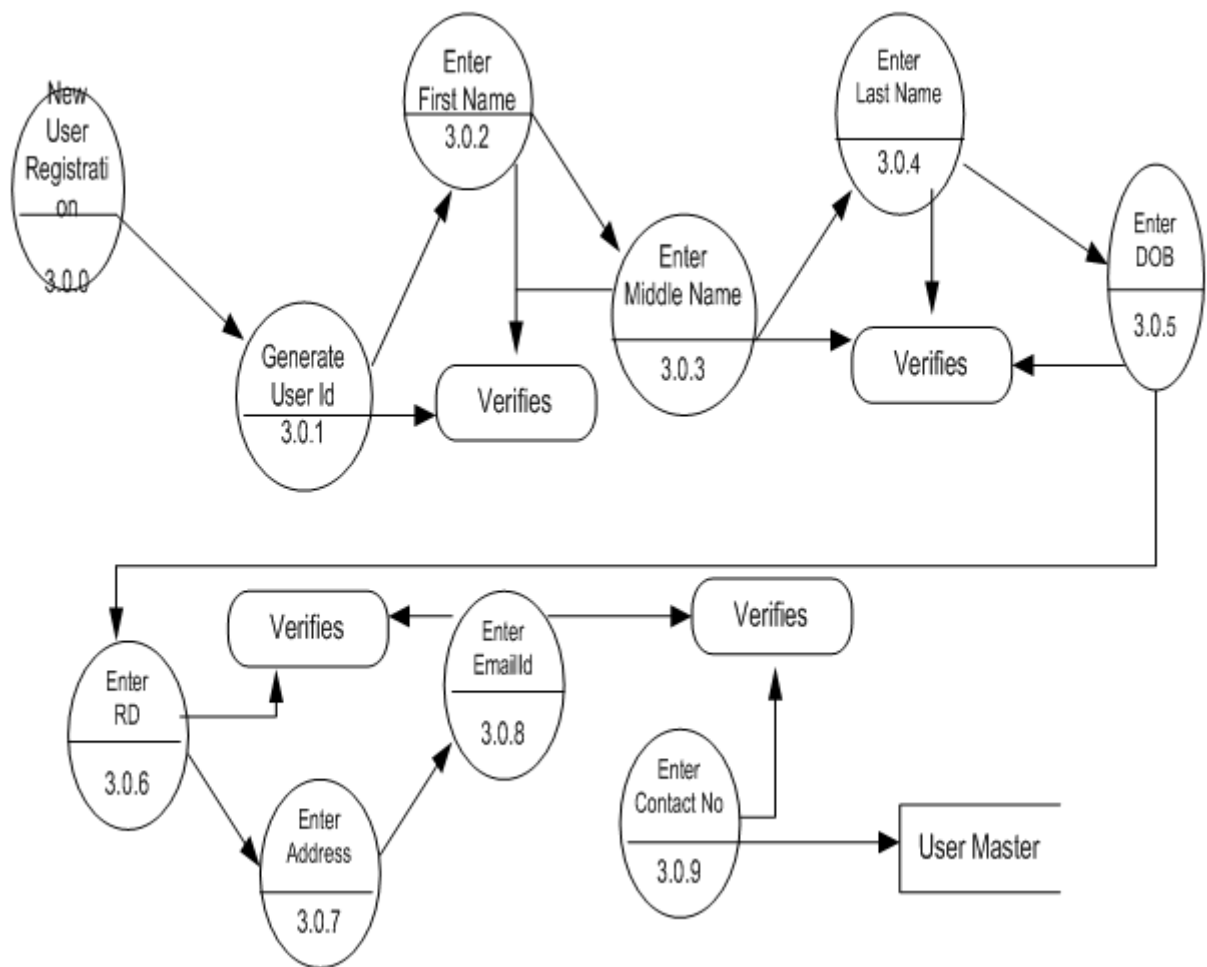 New
User
Registrati
on
3.0.0
Generate
User Id
3.0.1
Enter
First Name
3.0.2
Verifies
Enter
Middle Name
3.0.3
Enter
Last Name
3.0.4
Verifies
Enter
DOB
3.0.5
Enter
RD
3.0.6
Verifies
Enter
Address
3.0.7
Enter
EmailId
3.0.8
Verifies
Enter
Contact No
3.0.9
User Master